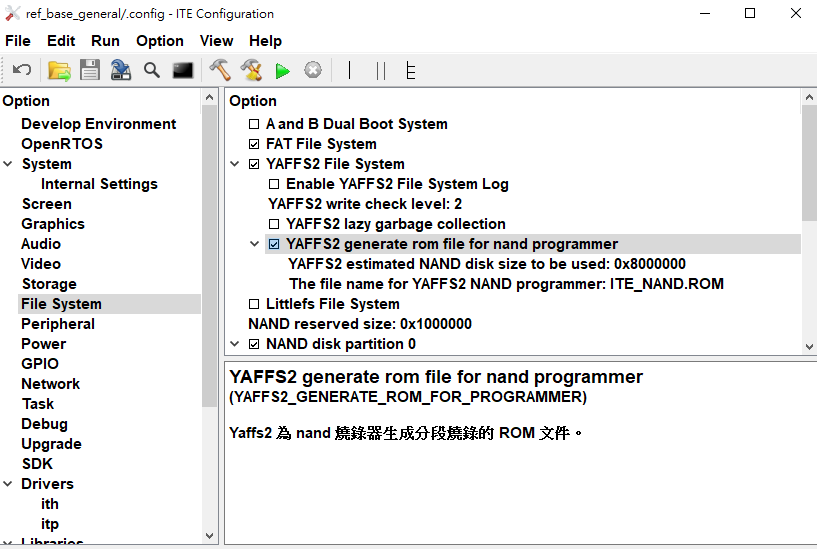 ref_base_general/.config - ITE Configuration
File Edit Run Option View Help
Option
Develop Environment
OpenRTOS
System
Internal Settings
Screen
Graphics
Audio
Video
Storage
File System
Peripheral
Power
GPIO
Network
Task
Debug
Upgrade
SDK
Drivers
ith
itp
Libraries
Option
A and B Dual Boot System
FAT File System
YAFFS2 File System
Enable YAFFS2 File System Log
YAFFS2 write check level: 2
YAFFS2 lazy garbage collection
YAFFS2 generate rom file for nand programmer
YAFFS2 estimated NAND disk size to be used: 0x8000000
The file name for YAFFS2 NAND programmer: ITE_NAND.ROM
Littlefs File System
NAND reserved size: 0x1000000
NAND disk partition 0
YAFFS2 generate rom file for nand programmer
(YAFFS2_GENERATE_ROM_FOR_PROGRAMMER)
Yaffs2 為 nand 燒錄器生成分段燒錄的 ROM 文件。